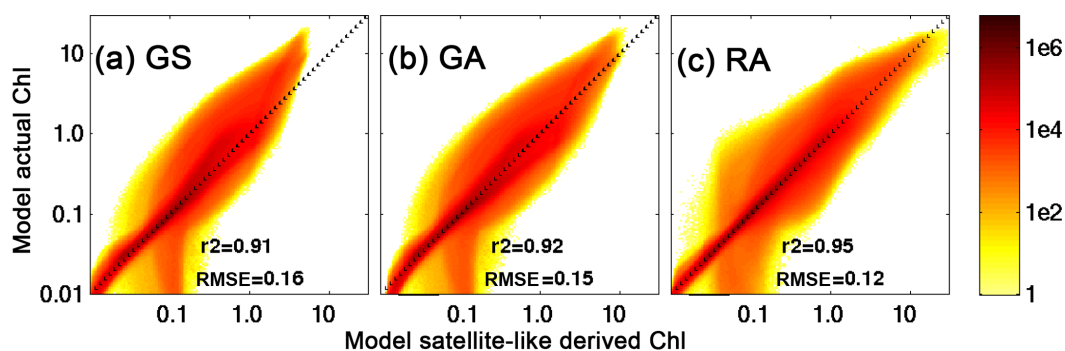 (a) GS
(b) GA
(c) RA
Model actual Chl
10
1.0
0.1
0.01
r2=0.91
RMSE=0.16
r2=0.92
RMSE=0.15
r2=0.95
RMSE=0.12
0.1 1.0 10
0.1 1.0 10
0.1 1.0 10
Model satellite-like derived Chl
1e6
1e4
1e2
1